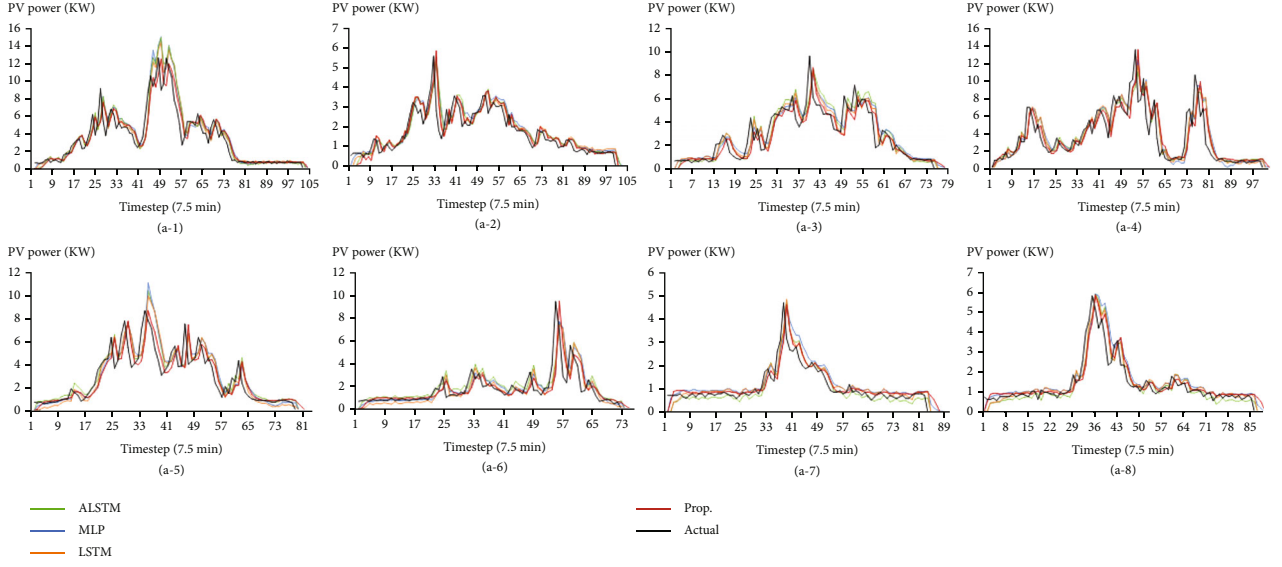 PV power (KW)
16
14
12
10
8
6
4
2
0
1 9 17 25 33 41 49 57 65 73 81 89 97 105
Timestep (7.5 min)
(a-1)
PV power (KW)
7
6
5
4
3
2
1
0
1 9 17 25 33 41 49 57 65 73 81 89 97 105
Timestep (7.5 min)
(a-2)
PV power (KW)
12
10
8
6
4
2
0
1 7 13 19 25 31 37 43 49 55 61 67 73 79
Timestep (7.5 min)
(a-3)
PV power (KW)
16
14
12
10
8
6
4
2
0
1 9 17 25 33 41 49 57 65 73 81 89 97
Timestep (7.5 min)
(a-4)
PV power (KW)
12
10
8
6
4
2
0
1 9 17 25 33 41 49 57 65 73 81
Timestep (7.5 min)
(a-5)
PV power (KW)
12
10
8
6
4
2
0
1 9 17 25 33 41 49 57 65 73
Timestep (7.5 min)
(a-6)
PV power (KW)
6
5
4
3
2
1
0
1 9 17 25 33 41 49 57 65 73 81 89
Timestep (7.5 min)
(a-7)
PV power (KW)
7
6
5
4
3
2
1
0
1 8 15 22 29 36 43 50 57 64 71 78 85
Timestep (7.5 min)
(a-8)
ALSTM
MLP
LSTM
Prop.
Actual